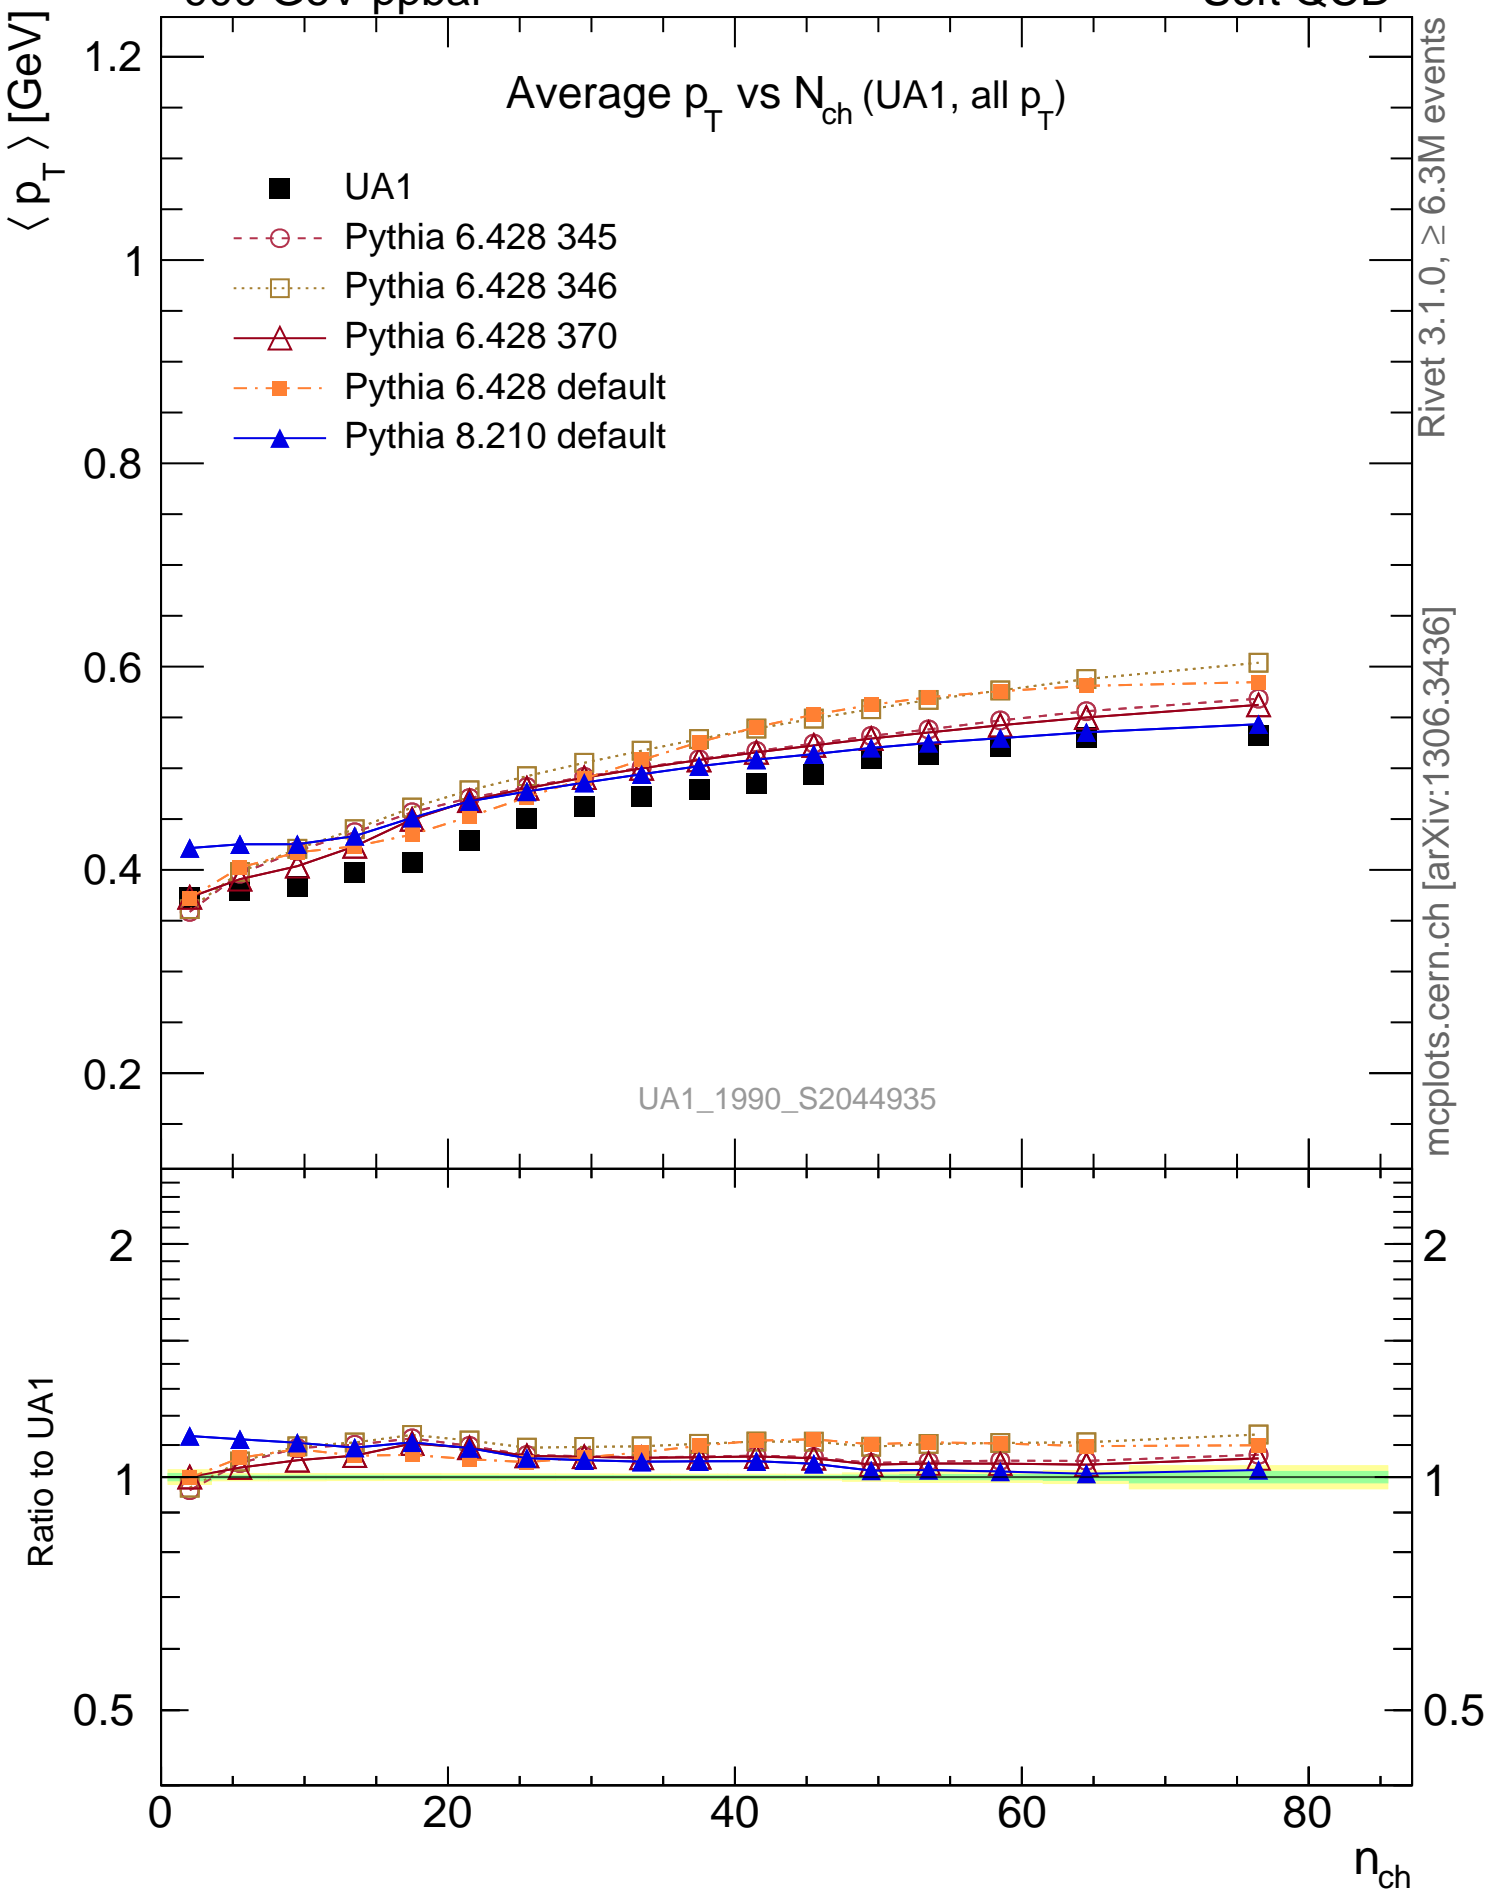 ⟨ p_T ⟩ [GeV]
Average p_T vs N_ch (UA1, all p_T)
UA1
Pythia 6.428 345
Pythia 6.428 346
Pythia 6.428 370
Pythia 6.428 default
Pythia 8.210 default
1.2
1
0.8
0.6
0.4
0.2
UA1_1990_S2044935
Rivet 3.1.0, ≥ 6.3M events
mcplots.cern.ch [arXiv:1306.3436]
Ratio to UA1
2
1
0.5
2
1
0.5
0 20 40 60 80
n_ch